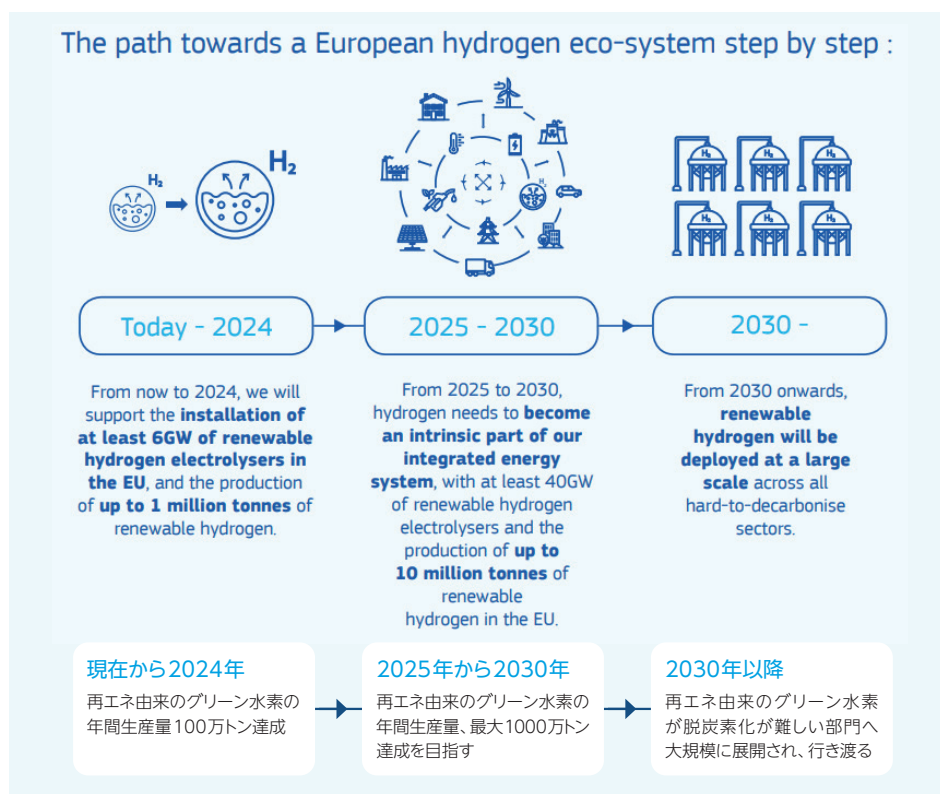 The path towards a European hydrogen eco-system step by step :
H₂
H₂
H₂
H₂
H₂
H₂
H₂
H₂
H₂
Today - 2024
2025 - 2030
2030 -
From now to 2024, we will
support the installation of
at least 6GW of renewable
hydrogen electrolysers in
the EU, and the production
of up to 1 million tonnes of
renewable hydrogen.
From 2025 to 2030,
hydrogen needs to become
an intrinsic part of our
integrated energy
system, with at least 40GW
of renewable hydrogen
electrolysers and the
production of up to
10 million tonnes of
renewable
hydrogen in the EU.
From 2030 onwards,
renewable
hydrogen will be
deployed at a large
scale across all
hard-to-decarbonise
sectors.
現在から2024年
再エネ由来のグリーン水素の
年間生産量100万トン達成
2025年から2030年
再エネ由来のグリーン水素の
年間生産量、最大1000万トン
達成を目指す
2030年以降
再エネ由来のグリーン水素
が脱炭素化が難しい部門へ
大規模に展開され、行き渡る